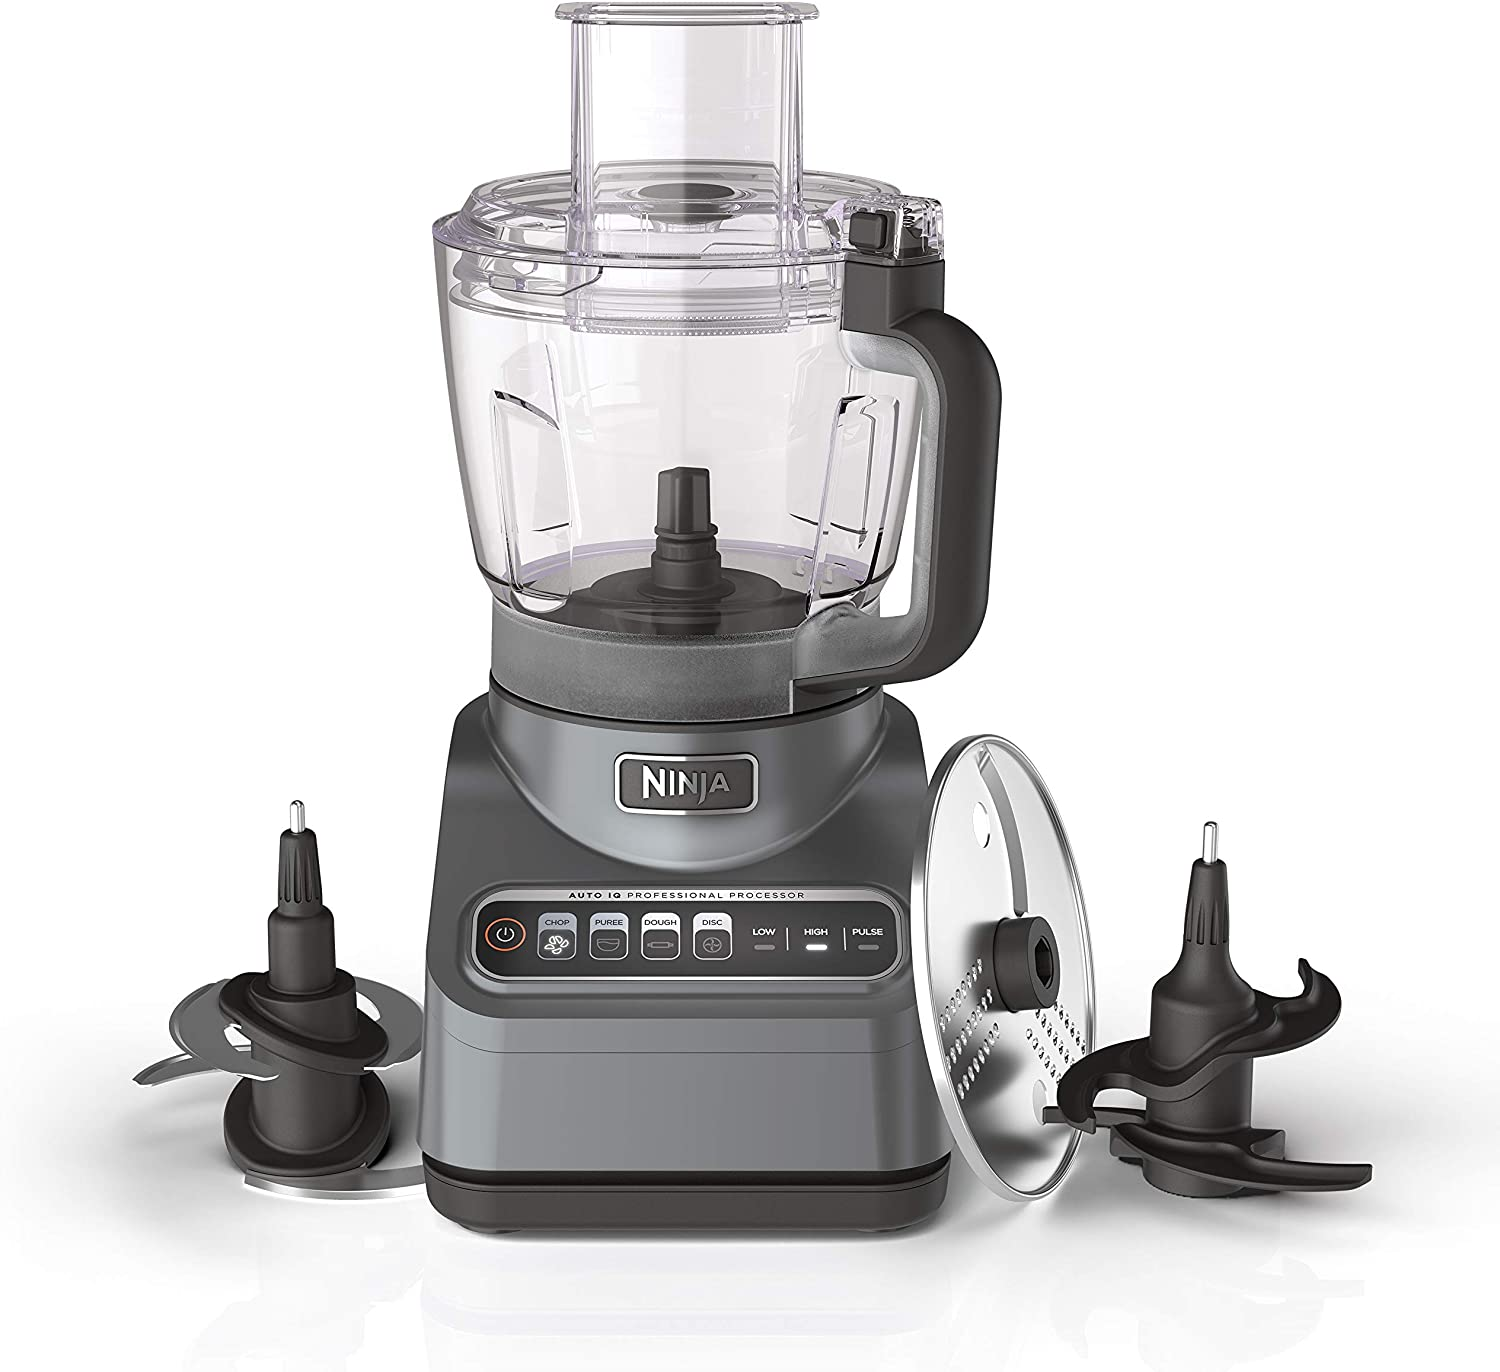 NINJA
AUTO IQ PROFESSIONAL PROCESSOR
CHOP PUREE DOUGH DISC LOW HIGH PULSE